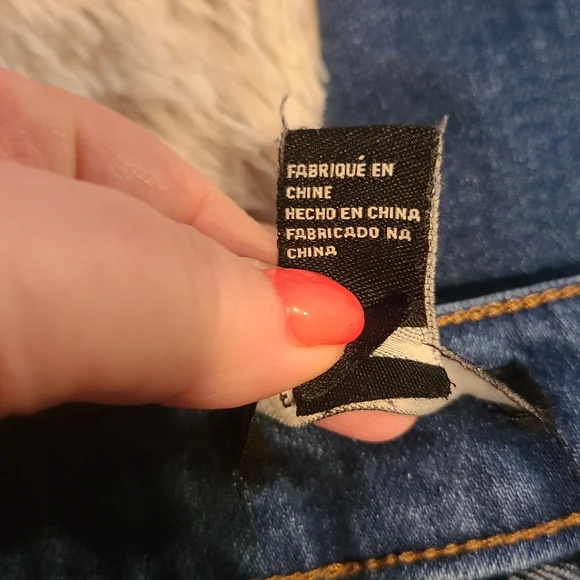 FABRIQUÉ EN
CHINE
HECHO EN CHINA
FABRICADO NA
CHINA